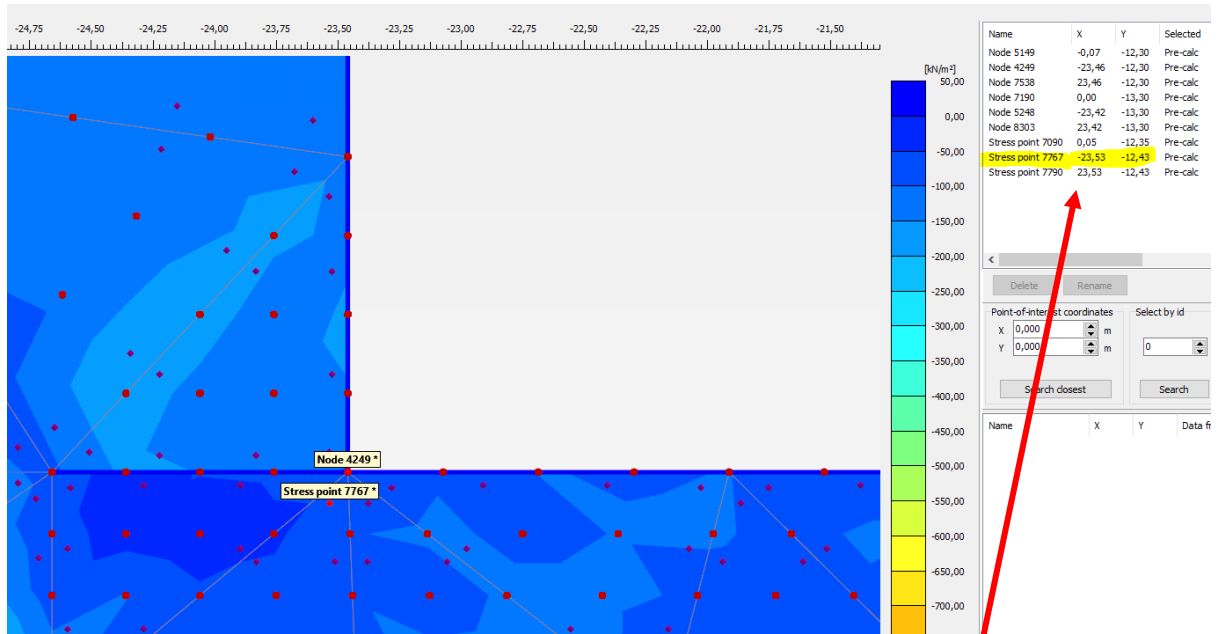 -24,75 -24,50 -24,25 -24,00 -23,75 -23,50 -23,25 -23,00 -22,75 -22,50 -22,25 -22,00 -21,75 -21,50
[kN/m²]
50,00
0,00
-50,00
-100,00
-150,00
-200,00
-250,00
-300,00
-350,00
-400,00
-450,00
-500,00
-550,00
-600,00
-650,00
-700,00
Node 4249 *
Stress point 7767 *
Name X Y Selected
Node 5149 -0,07 -12,30 Pre-calc
Node 4249 -23,46 -12,30 Pre-calc
Node 7538 23,46 -12,30 Pre-calc
Node 7190 0,00 -13,30 Pre-calc
Node 5248 -23,42 -13,30 Pre-calc
Node 8303 23,42 -13,30 Pre-calc
Stress point 7090 0,05 -12,35 Pre-calc
Stress point 7767 -23,53 -12,43 Pre-calc
Stress point 7790 23,53 -12,43 Pre-calc
Delete Rename
Point-of-interest coordinates Select by id
X 0,000 m
Y 0,000 m 0
Search closest Search
Name X Y Data fr